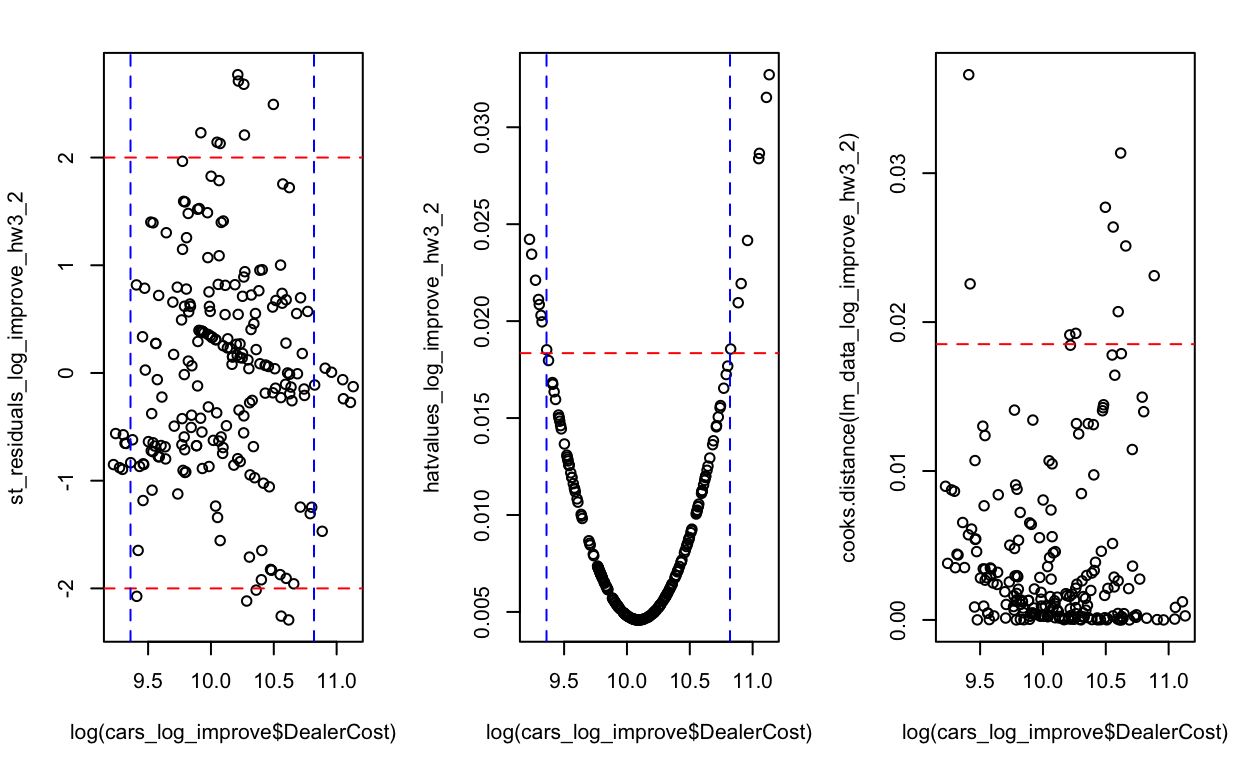 st_residuals_log_improve_hw3_2
2
1
0
-1
-2
9.5 10.0 10.5 11.0
log(cars_log_improve$DealerCost)
hatvalues_log_improve_hw3_2
0.030
0.025
0.020
0.015
0.010
0.005
9.5 10.0 10.5 11.0
log(cars_log_improve$DealerCost)
cooks.distance(lm_data_log_improve_hw3_2)
0.03
0.02
0.01
0.00
9.5 10.0 10.5 11.0
log(cars_log_improve$DealerCost)